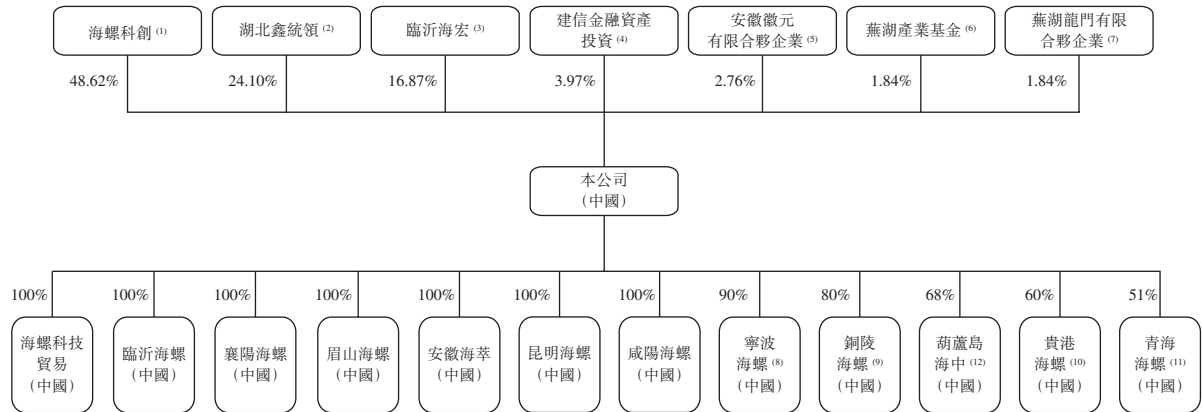 海螺科創 (1)
湖北鑫統領 (2)
臨沂海宏 (3)
建信金融資產
投資 (4)
安徽徽元
有限合夥企業 (5)
蕪湖產業基金 (6)
蕪湖龍門有限
合夥企業 (7)
48.62%
24.10%
16.87%
3.97%
2.76%
1.84%
1.84%
本公司
(中國)
100%
100%
100%
100%
100%
100%
100%
90%
80%
68%
60%
51%
海螺科技
貿易
(中國)
臨沂海螺
(中國)
襄陽海螺
(中國)
眉山海螺
(中國)
安徽海萃
(中國)
昆明海螺
(中國)
咸陽海螺
(中國)
寧波
海螺 (8)
(中國)
銅陵
海螺 (9)
(中國)
葫蘆島
海中 (12)
(中國)
貴港
海螺 (10)
(中國)
青海
海螺 (11)
(中國)